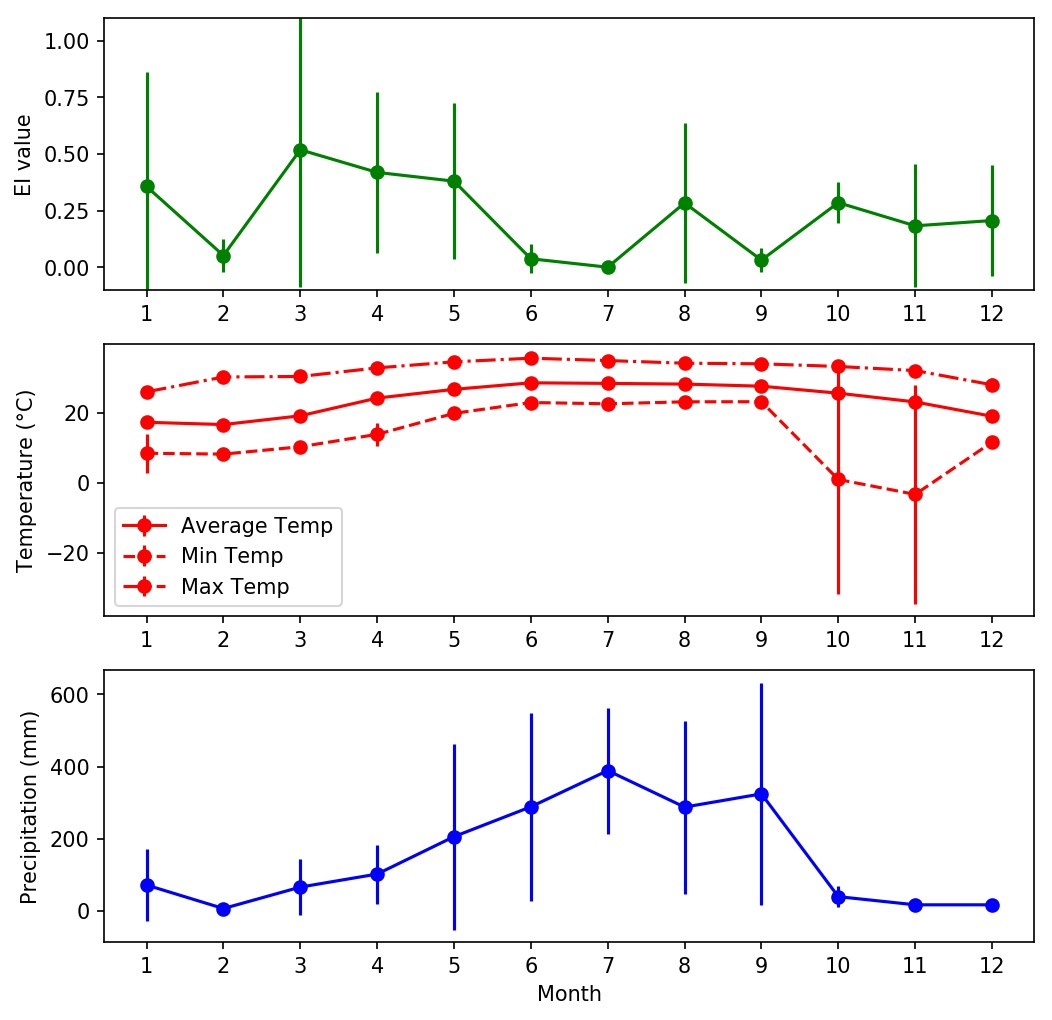 EI value
1.00
0.75
0.50
0.25
0.00
1 2 3 4 5 6 7 8 9 10 11 12
Temperature (°C)
20
0
−20
Average Temp
Min Temp
Max Temp
1 2 3 4 5 6 7 8 9 10 11 12
Precipitation (mm)
600
400
200
0
1 2 3 4 5 6 7 8 9 10 11 12
Month